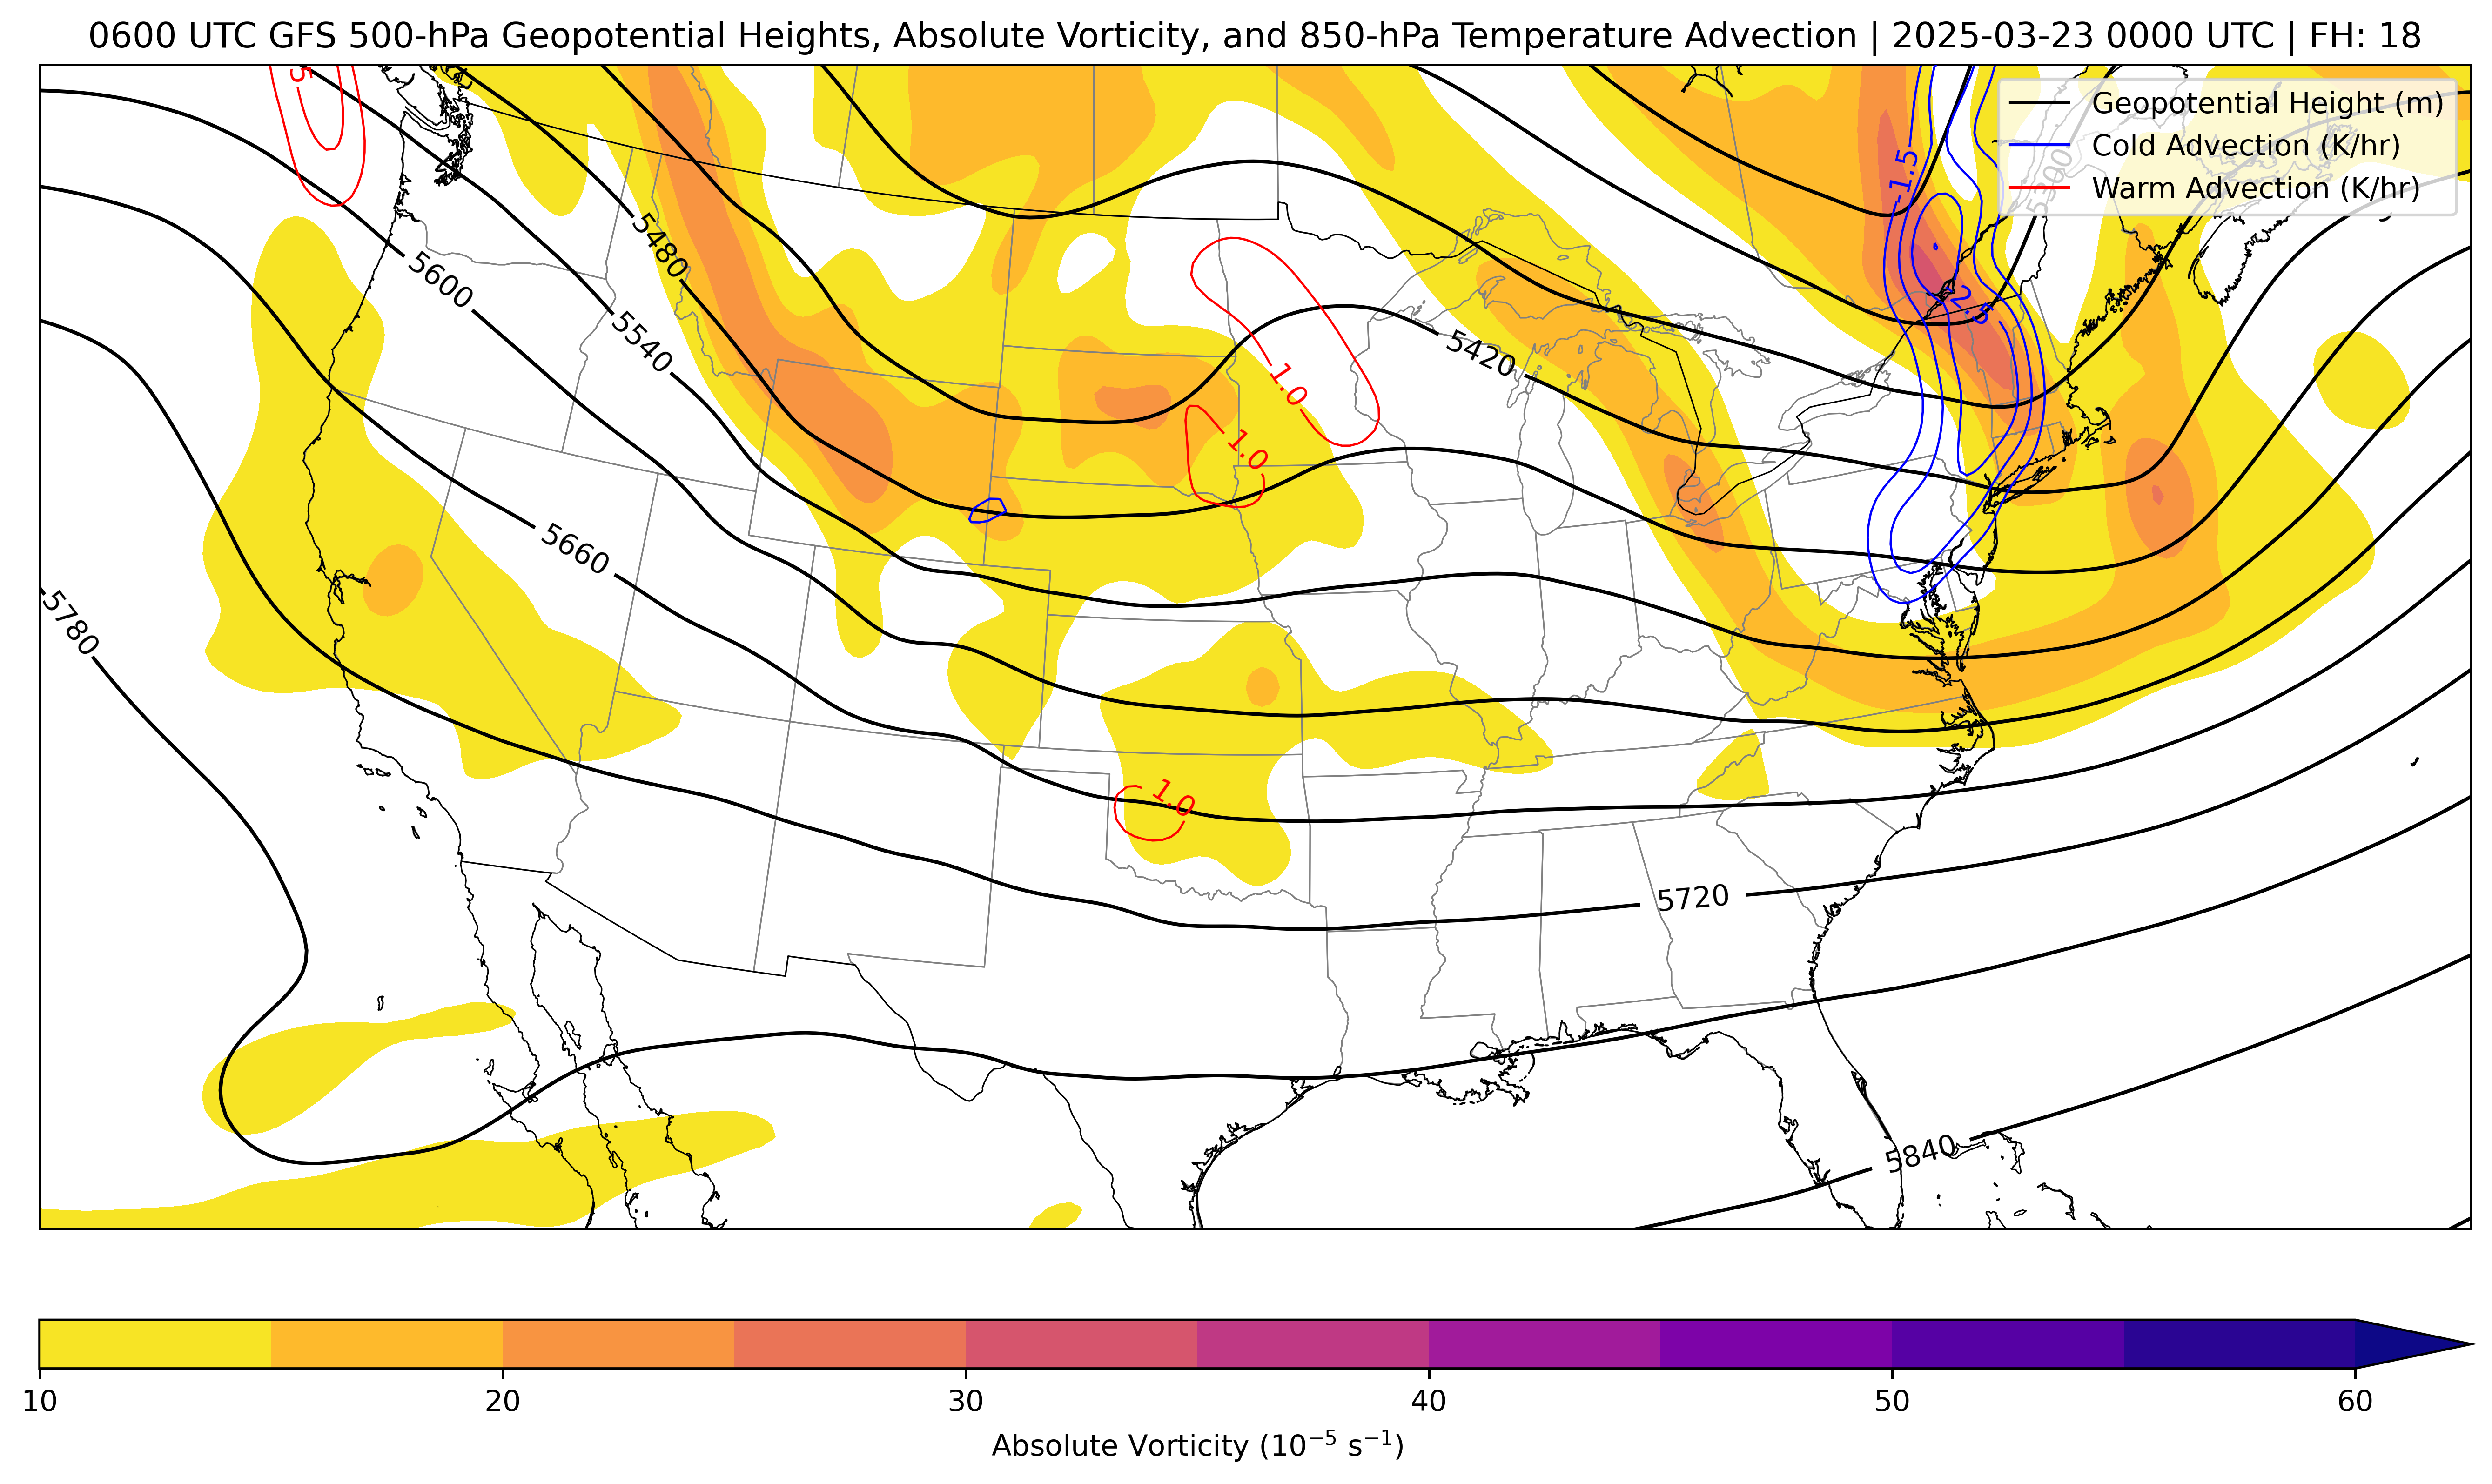 0600 UTC GFS 500-hPa Geopotential Heights, Absolute Vorticity, and 850-hPa Temperature Advection | 2025-03-23 0000 UTC | FH: 18
Geopotential Height (m)
Cold Advection (K/hr)
Warm Advection (K/hr)
-1.5
5300
5480
5600
5540
-2.5
5420
1.0
1.0
5660
5780
1.0
5720
5840
10 20 30 40 50 60
Absolute Vorticity (10⁻⁵ s⁻¹)